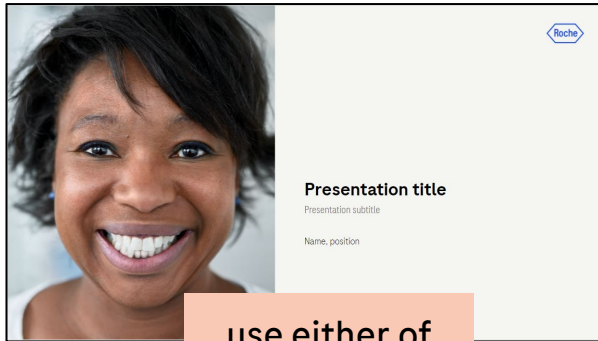 Roche
Presentation title
Presentation subtitle
Name, position
use either of